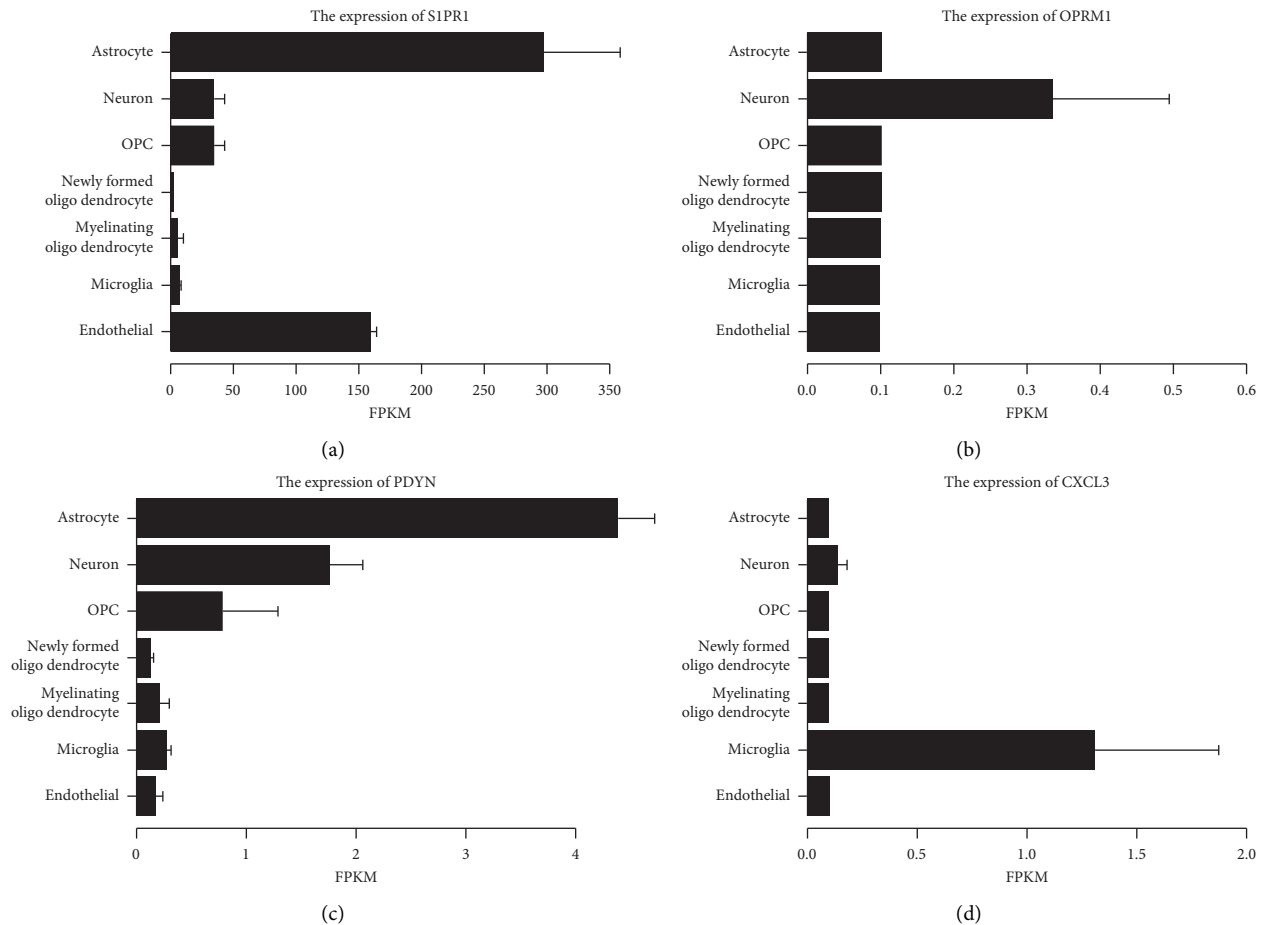 The expression of S1PR1
Astrocyte
Neuron
OPC
Newly formed
oligo dendrocyte
Myelinating
oligo dendrocyte
Microglia
Endothelial
0 50 100 150 200 250 300 350
FPKM
(a)
The expression of OPRM1
Astrocyte
Neuron
OPC
Newly formed
oligo dendrocyte
Myelinating
oligo dendrocyte
Microglia
Endothelial
0.0 0.1 0.2 0.3 0.4 0.5 0.6
FPKM
(b)
The expression of PDYN
Astrocyte
Neuron
OPC
Newly formed
oligo dendrocyte
Myelinating
oligo dendrocyte
Microglia
Endothelial
0 1 2 3 4
FPKM
(c)
The expression of CXCL3
Astrocyte
Neuron
OPC
Newly formed
oligo dendrocyte
Myelinating
oligo dendrocyte
Microglia
Endothelial
0.0 0.5 1.0 1.5 2.0
FPKM
(d)